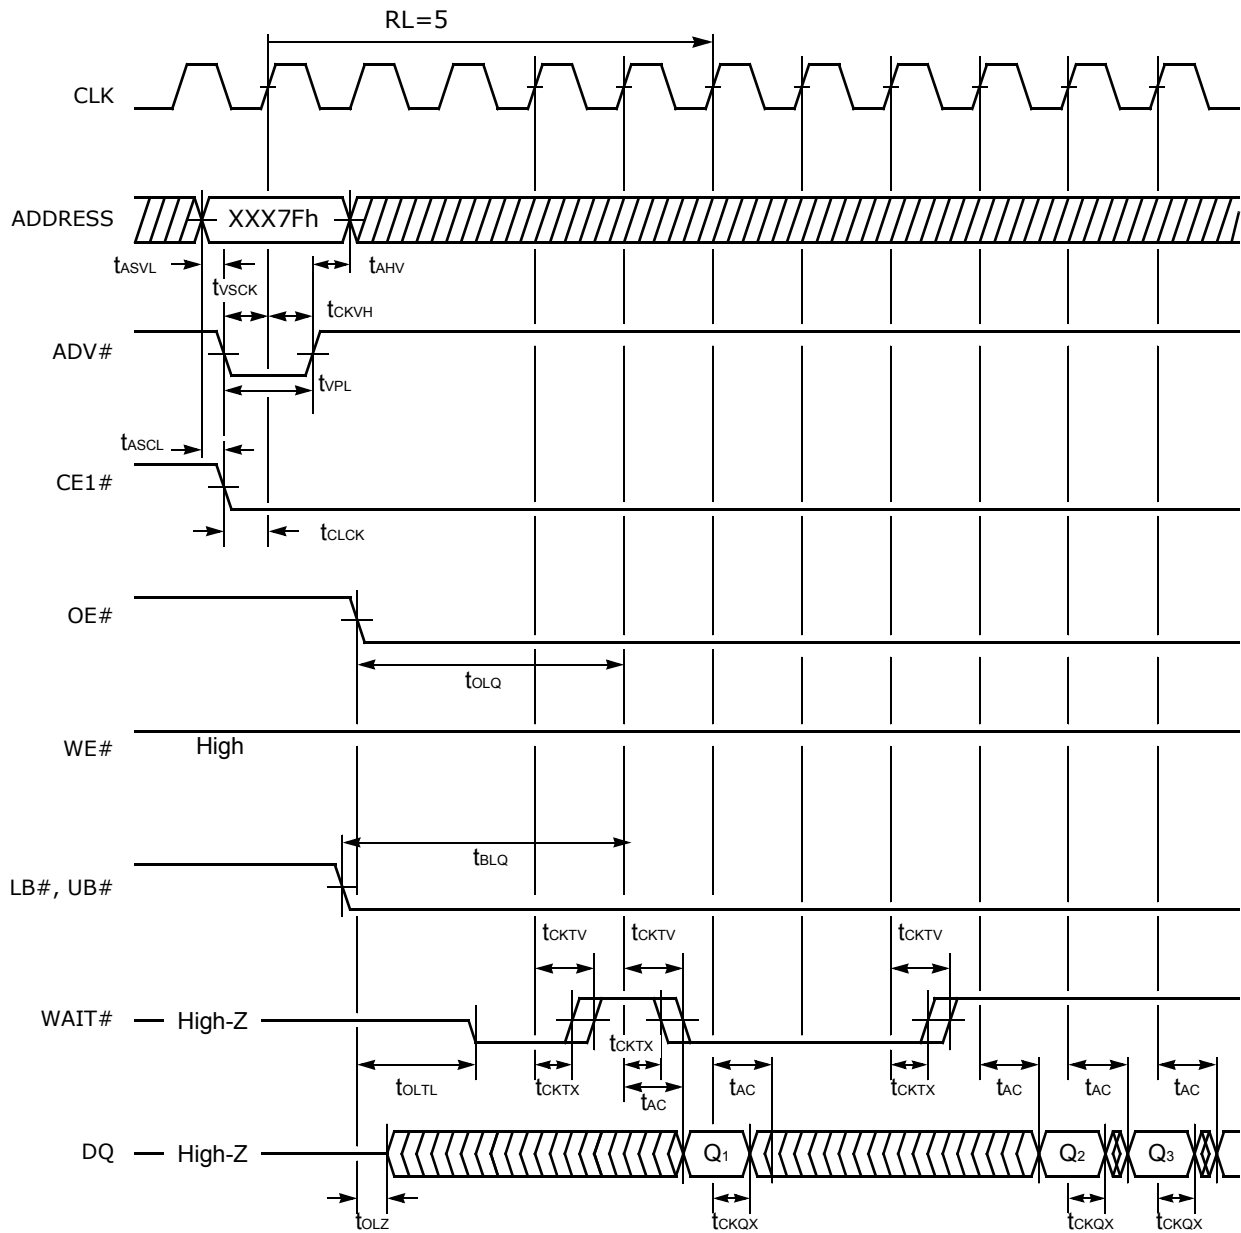 RL=5
CLK
ADDRESS
XXX7Fh
tASVL
tVSCK
tAHV
tCKVH
ADV#
tVPL
tASCL
CE1#
tCLCK
OE#
tOLQ
WE#
High
tBLQ
LB#, UB#
tCKTV
tCKTV
tCKTV
WAIT#
High-Z
tCKTX
tOLTL
tCKTX
tAC
tAC
tCKTX
tAC
tAC
tAC
DQ
High-Z
Q1
Q2
Q3
tOLZ
tCKQX
tCKQX
tCKQX